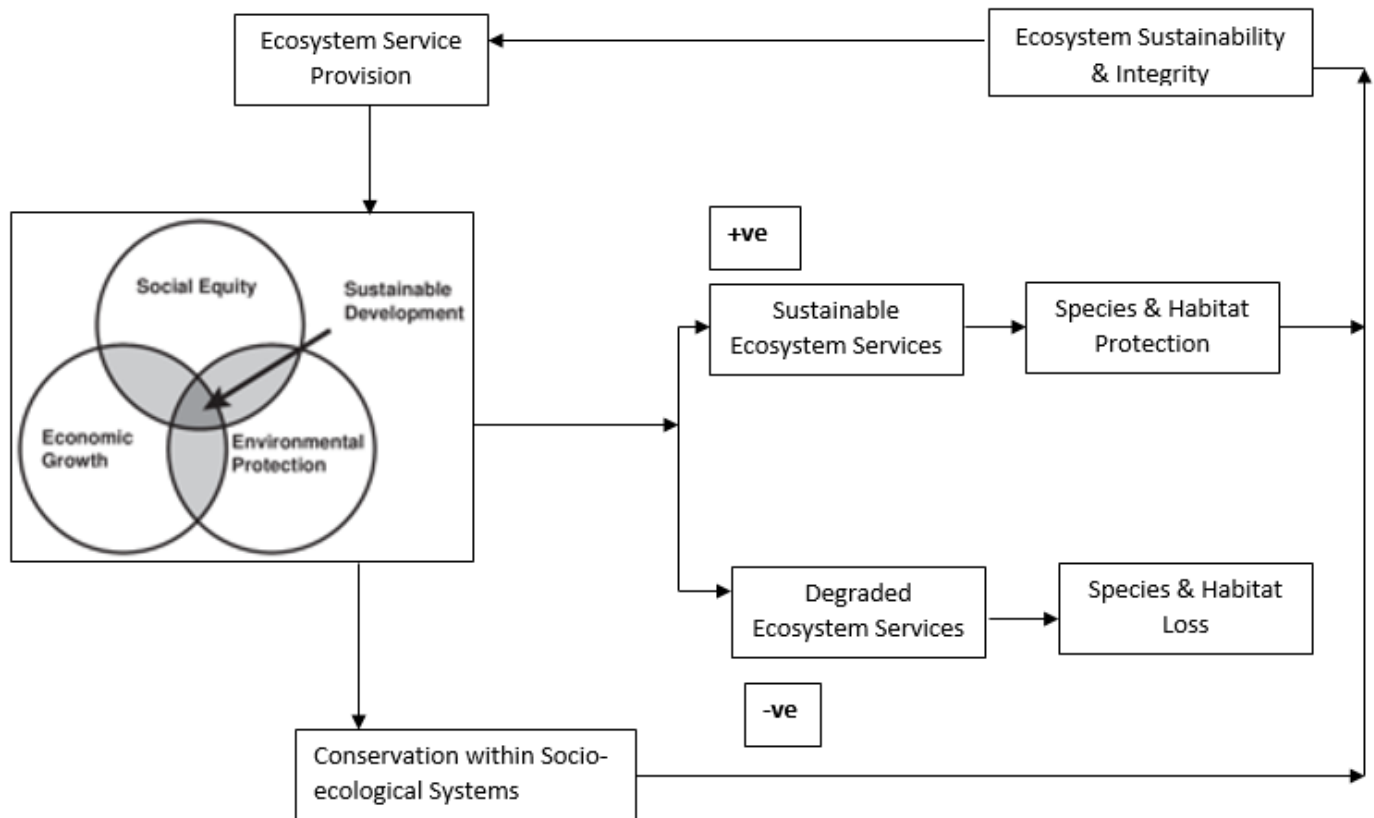 Ecosystem Service
Provision
Ecosystem Sustainability
& Integrity
Social Equity
Sustainable
Development
Economic
Growth
Environmental
Protection
+ve
Sustainable
Ecosystem Services
Species & Habitat
Protection
Degraded
Ecosystem Services
Species & Habitat
Loss
-ve
Conservation within Socio-
ecological Systems